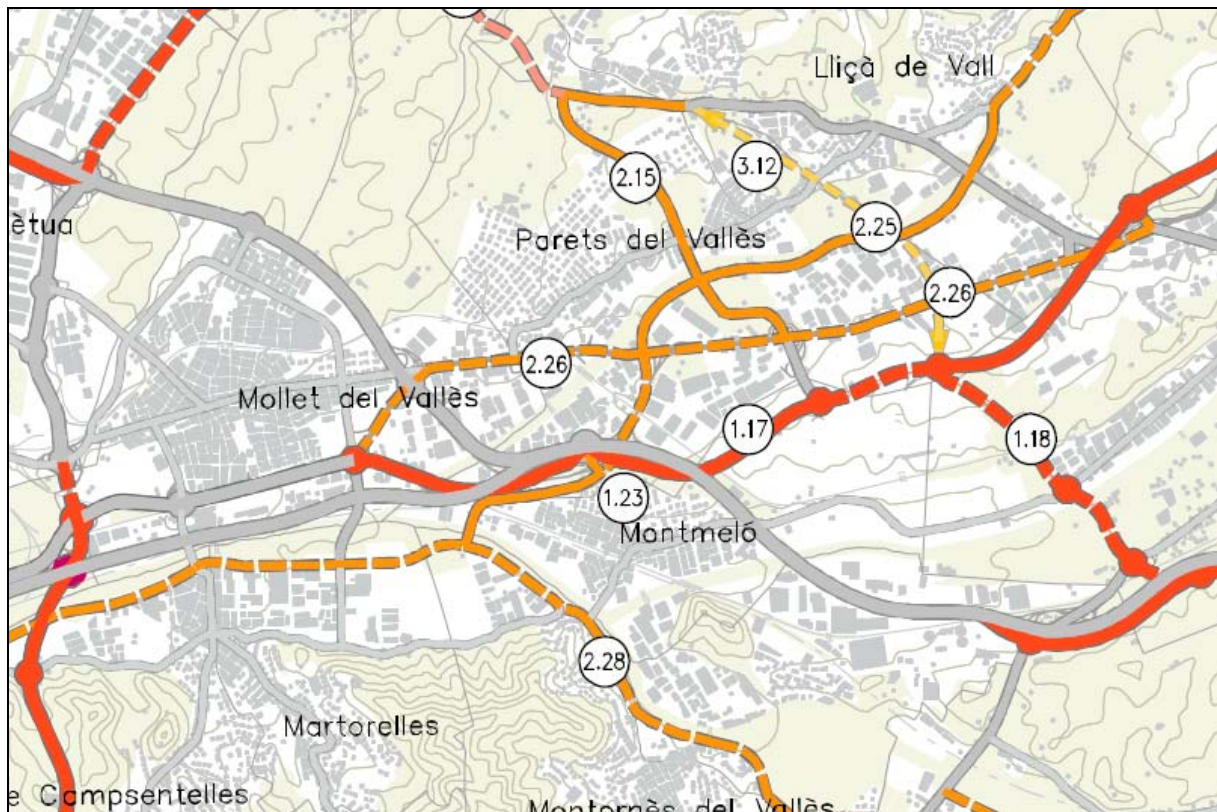 Lliçà de Vall
3.12
2.15
ètua
Parets del Vallès
2.25
2.26
2.26
Mollet del Vallès
1.17
1.18
1.23
Montmeló
2.28
Martorelles
e Campsentelles
Montornès del Vallès